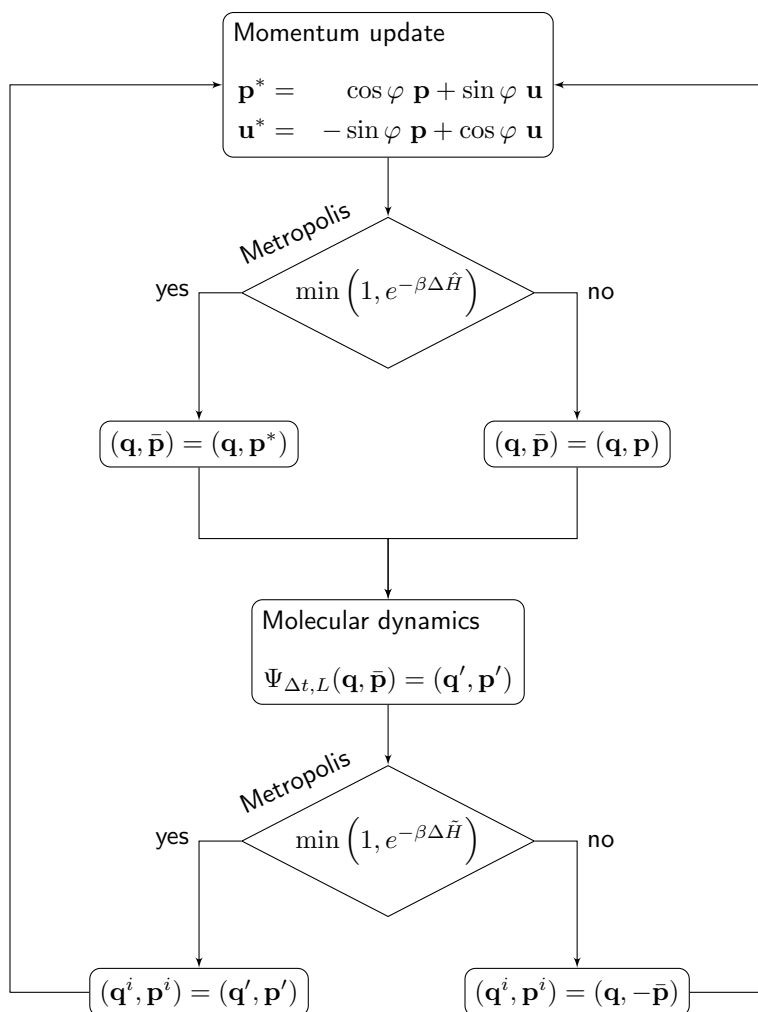 Momentum update
p* = cos φ p + sin φ u
u* = − sin φ p + cos φ u
Metropolis
min (1, e^{−βΔĤ})
yes
no
(q, p̄) = (q, p*)
(q, p̄) = (q, p)
Molecular dynamics
Ψ_{Δt,L}(q, p̄) = (q′, p′)
Metropolis
min (1, e^{−βΔH̃})
yes
no
(q^i, p^i) = (q′, p′)
(q^i, p^i) = (q, −p̄)